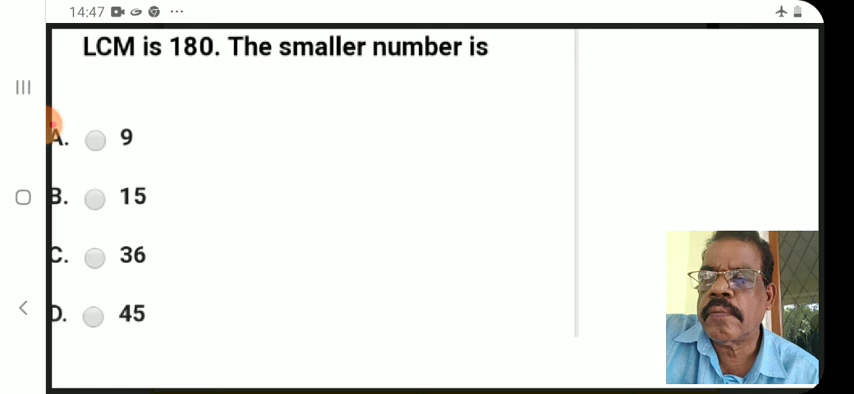 14:47
LCM is 180. The smaller number is
A. 9
B. 15
C. 36
D. 45